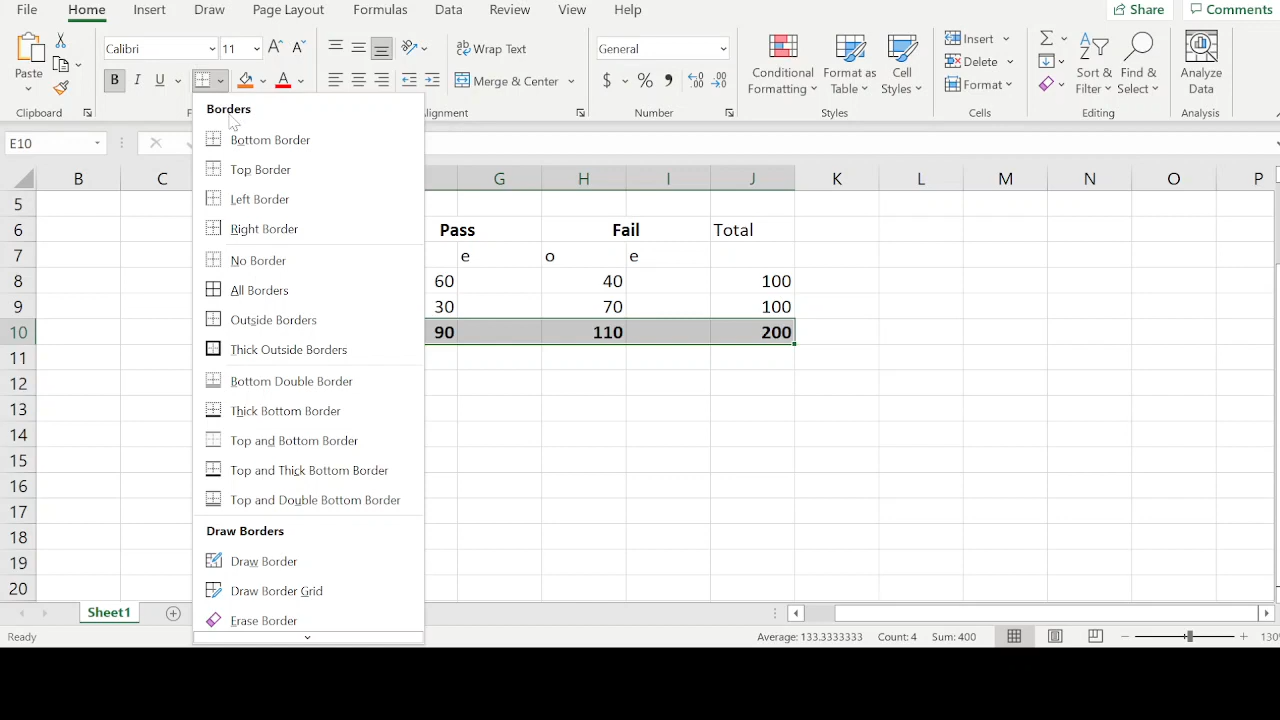 File Home Insert Draw Page Layout Formulas Data Review View Help Share Comments
Paste Calibri 11 Wrap Text General Insert
B I U A Merge & Center $ % Conditional Formatting Format as Table Cell Styles Delete Format Sort & Filter Find & Select Analyze Data
Clipboard Number Styles Cells Editing Analysis
E10
Borders
Bottom Border
Top Border
Left Border
Right Border
No Border
All Borders
Outside Borders
Thick Outside Borders
Bottom Double Border
Thick Bottom Border
Top and Bottom Border
Top and Thick Bottom Border
Top and Double Bottom Border
Draw Borders
Draw Border
Draw Border Grid
Erase Border
B C G H I J K L M N O P
5
6 Pass Fail Total
7 e o e
8 60 40 100
9 30 70 100
10 90 110 200
11
12
13
14
15
16
17
18
19
20
Sheet1
Ready Average: 133.3333333 Count: 4 Sum: 400